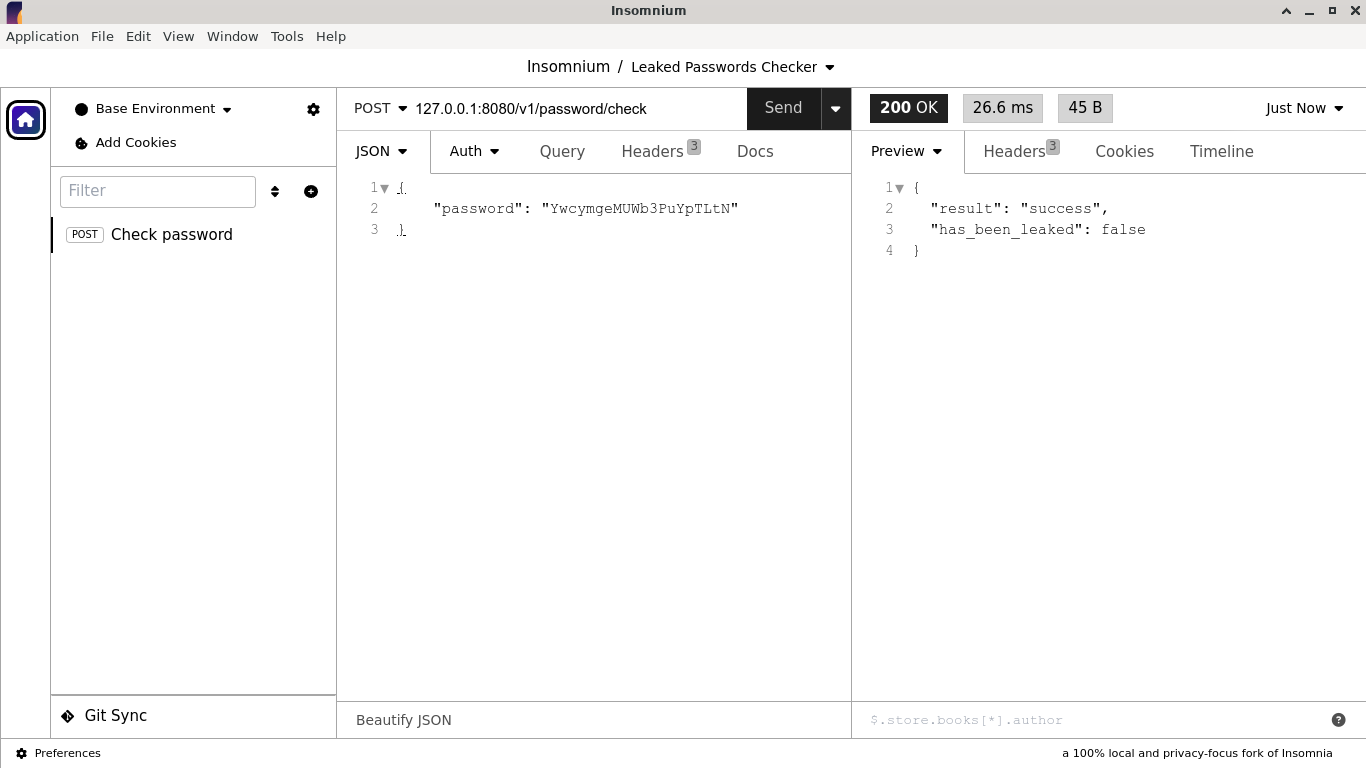 Insomnium
Application File Edit View Window Tools Help
Insomnium / Leaked Passwords Checker
Base Environment
Add Cookies
Filter
POST Check password
Git Sync
POST 127.0.0.1:8080/v1/password/check Send
JSON Auth Query Headers 3 Docs
1 {
2 "password": "YwcymgeMUWb3PuYpTLtN"
3 }
Beautify JSON
200 OK 26.6 ms 45 B Just Now
Preview Headers 3 Cookies Timeline
1 {
2 "result": "success",
3 "has_been_leaked": false
4 }
$.store.books[*].author
Preferences
a 100% local and privacy-focus fork of Insomnia